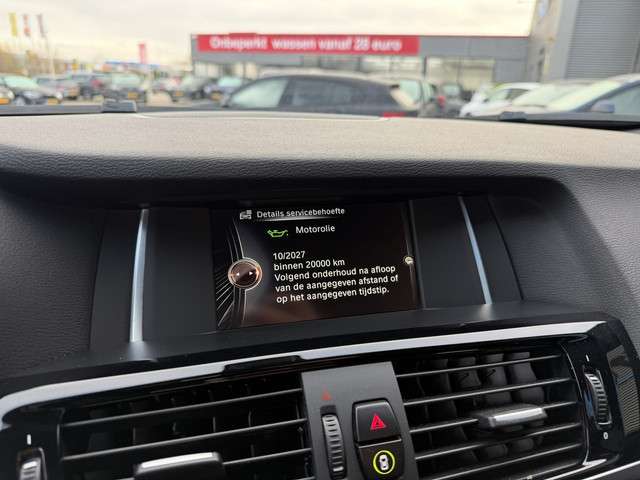 Onbeperkt wassen vanaf 28 euro
Details servicebehoefte
Motorolie
10/2027
binnen 20000 km
Volgend onderhoud na afloop
van de aangegeven afstand of
op het aangegeven tijdstip.
0